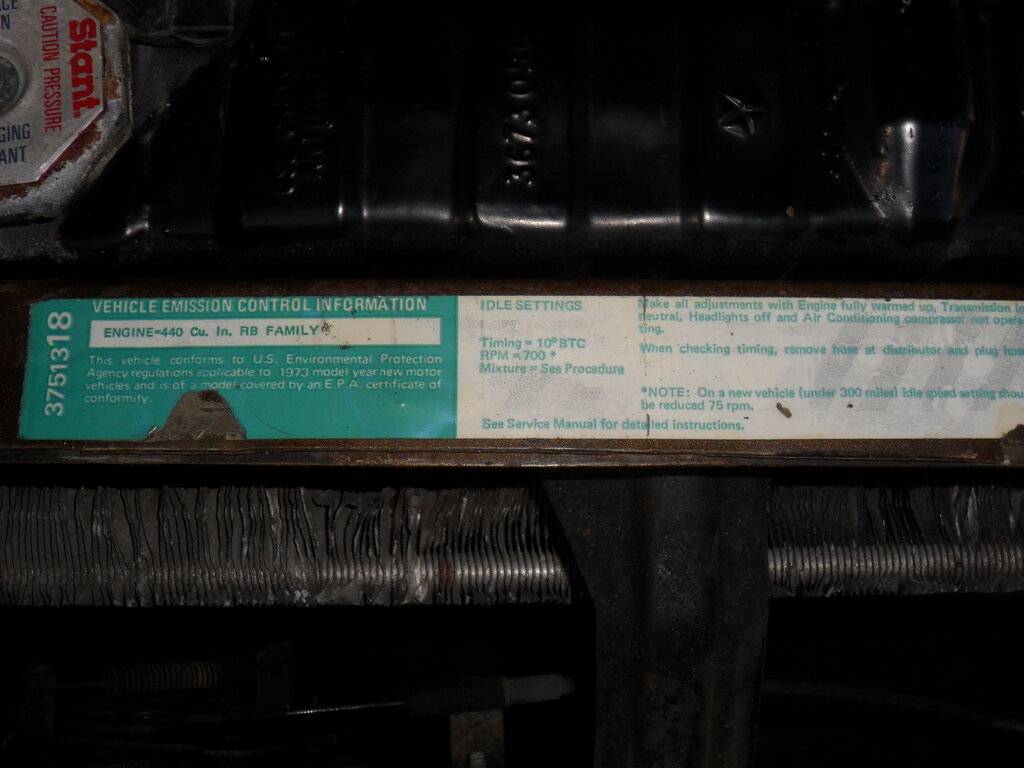 Stant.
CAUTION PRESSURE
VEHICLE EMISSION CONTROL INFORMATION
ENGINE=440 Cu. In. RB FAMILY
This vehicle conforms to U.S. Environmental Protection
Agency regulations applicable to 1973 model year new motor
vehicles and is of a model covered by an E.P.A. certificate of
conformity.
375131318
IDLE SETTINGS
Timing = 10° BTC
RPM = 700 *
Mixture = See Procedure
See Service Manual for detailed instructions.
Make all adjustments with Engine fully warmed up, Transmission in
neutral, Headlights off and Air Conditioning compressor not opera
ting.
When checking timing, remove hose at distributor and plug hose
*NOTE: On a new vehicle (under 300 miles) idle speed setting shou
be reduced 75 rpm.